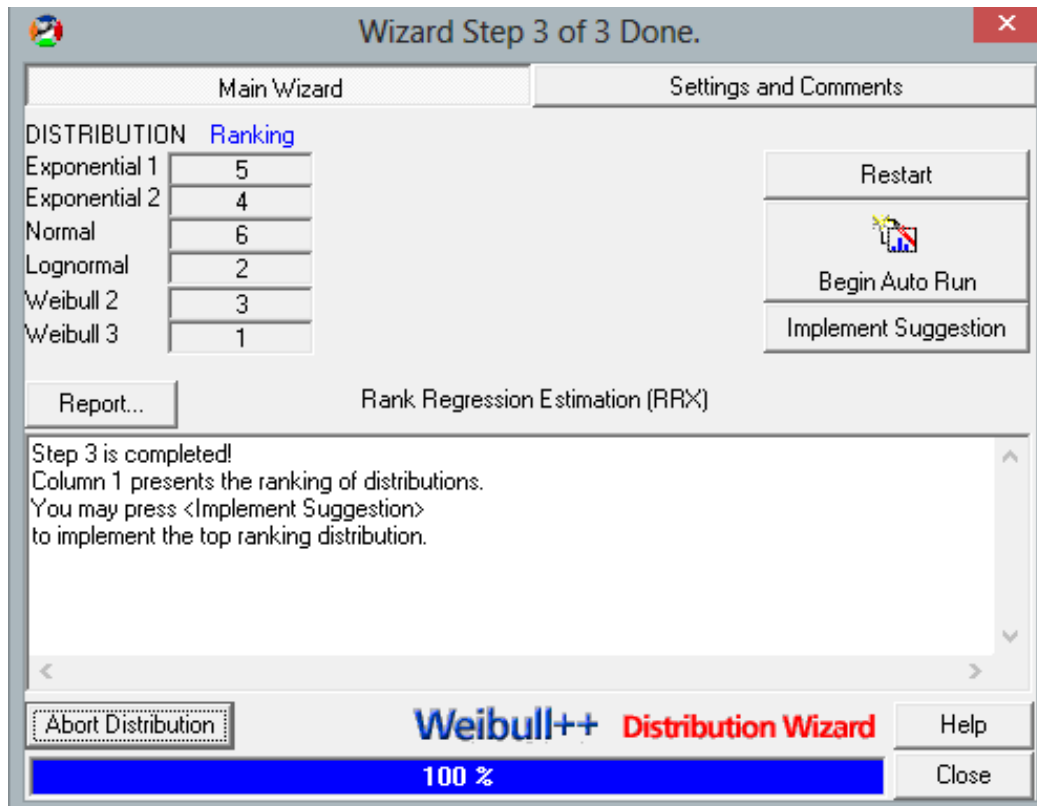 Wizard Step 3 of 3 Done.
Main Wizard
Settings and Comments
DISTRIBUTION Ranking
Exponential 1 5
Exponential 2 4
Normal 6
Lognormal 2
Weibull 2 3
Weibull 3 1
Restart
Begin Auto Run
Implement Suggestion
Report...
Rank Regression Estimation (RRX)
Step 3 is completed!
Column 1 presents the ranking of distributions.
You may press <Implement Suggestion>
to implement the top ranking distribution.
Abort Distribution
Weibull++ Distribution Wizard
Help
100 %
Close